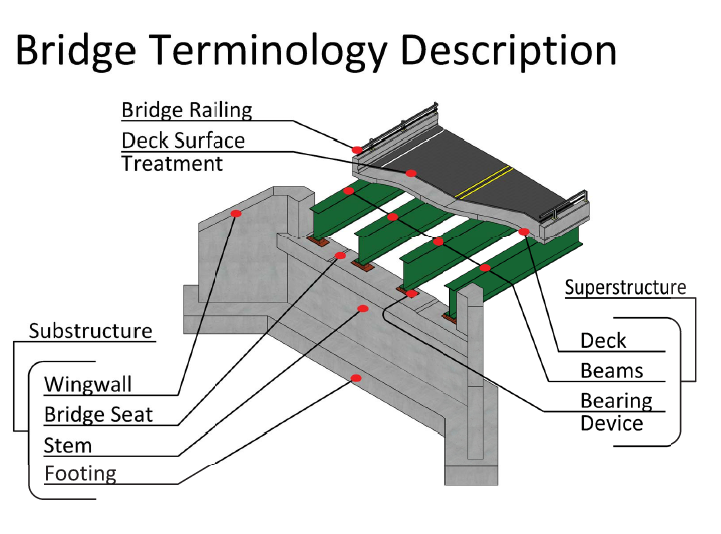 Bridge Terminology Description
Bridge Railing
Deck Surface
Treatment
Superstructure
Substructure
Deck
Beams
Bearing
Device
Wingwall
Bridge Seat
Stem
Footing